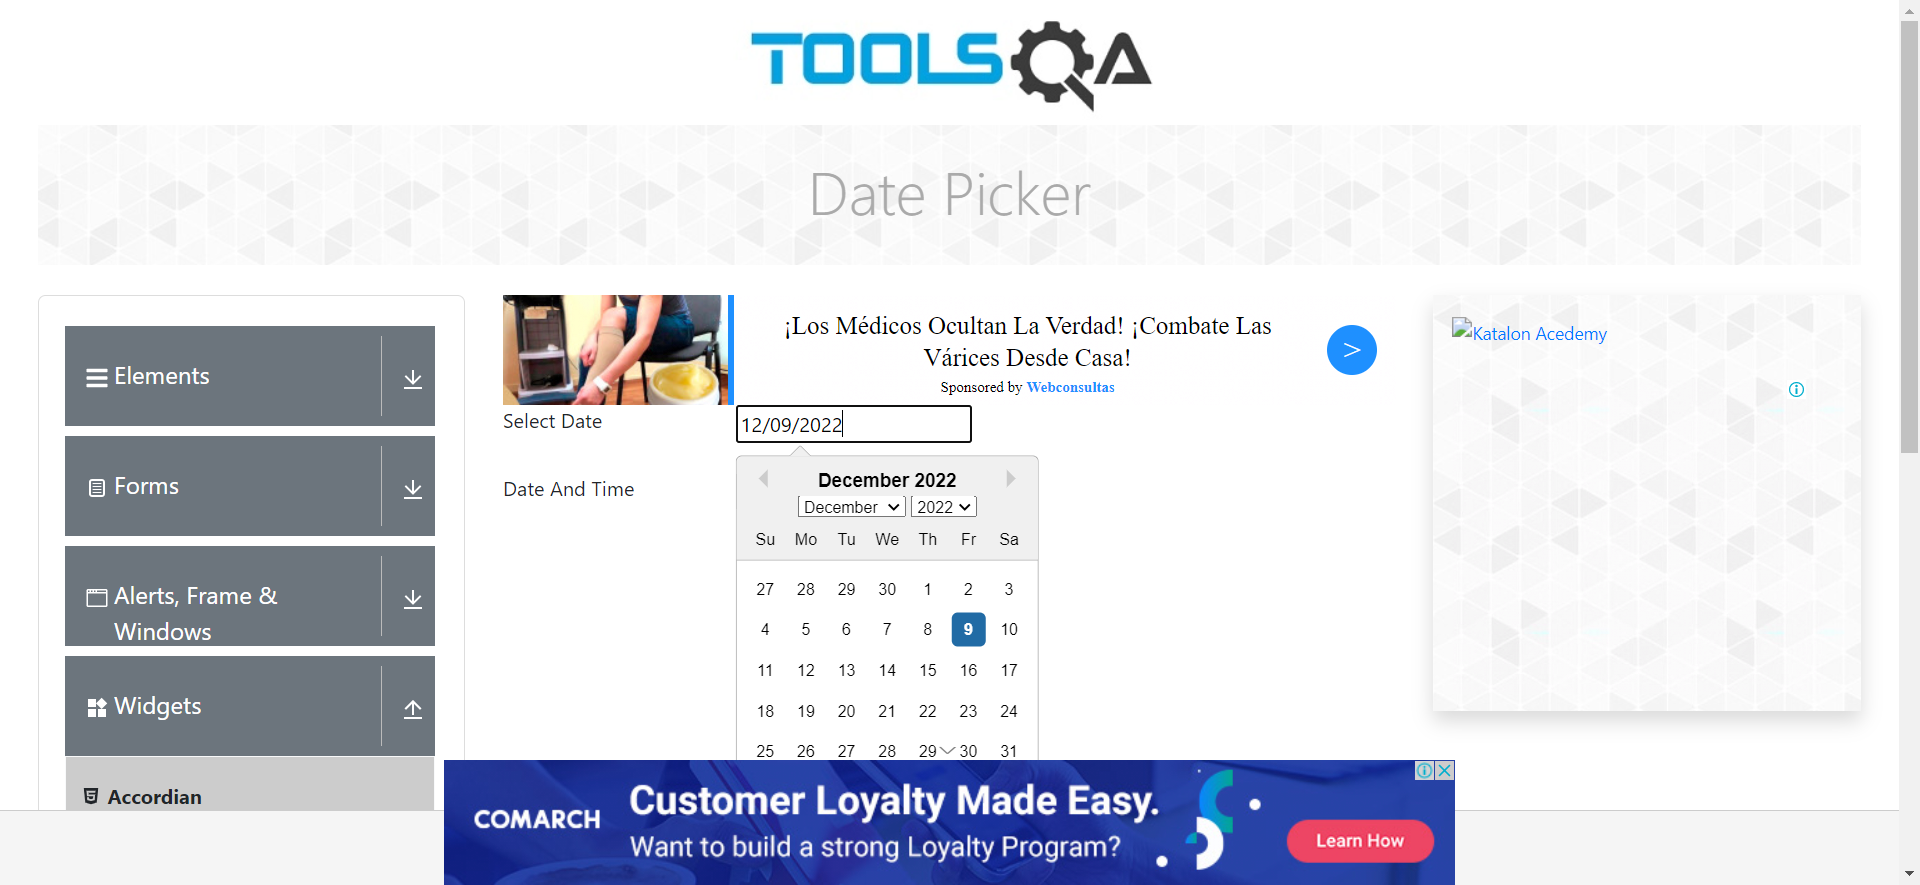 TOOLSQA
Date Picker
Elements
Forms
Alerts, Frame &
Windows
Widgets
Accordian
¡Los Médicos Ocultan La Verdad! ¡Combate Las
Várices Desde Casa!
Sponsored by Webconsultas
>
Select Date
12/09/2022
Date And Time
December 2022
December 2022
Su Mo Tu We Th Fr Sa
27 28 29 30 1 2 3
4 5 6 7 8 9 10
11 12 13 14 15 16 17
18 19 20 21 22 23 24
25 26 27 28 29 30 31
Katalon Acedemy
COMARCH
Customer Loyalty Made Easy.
Want to build a strong Loyalty Program?
Learn How